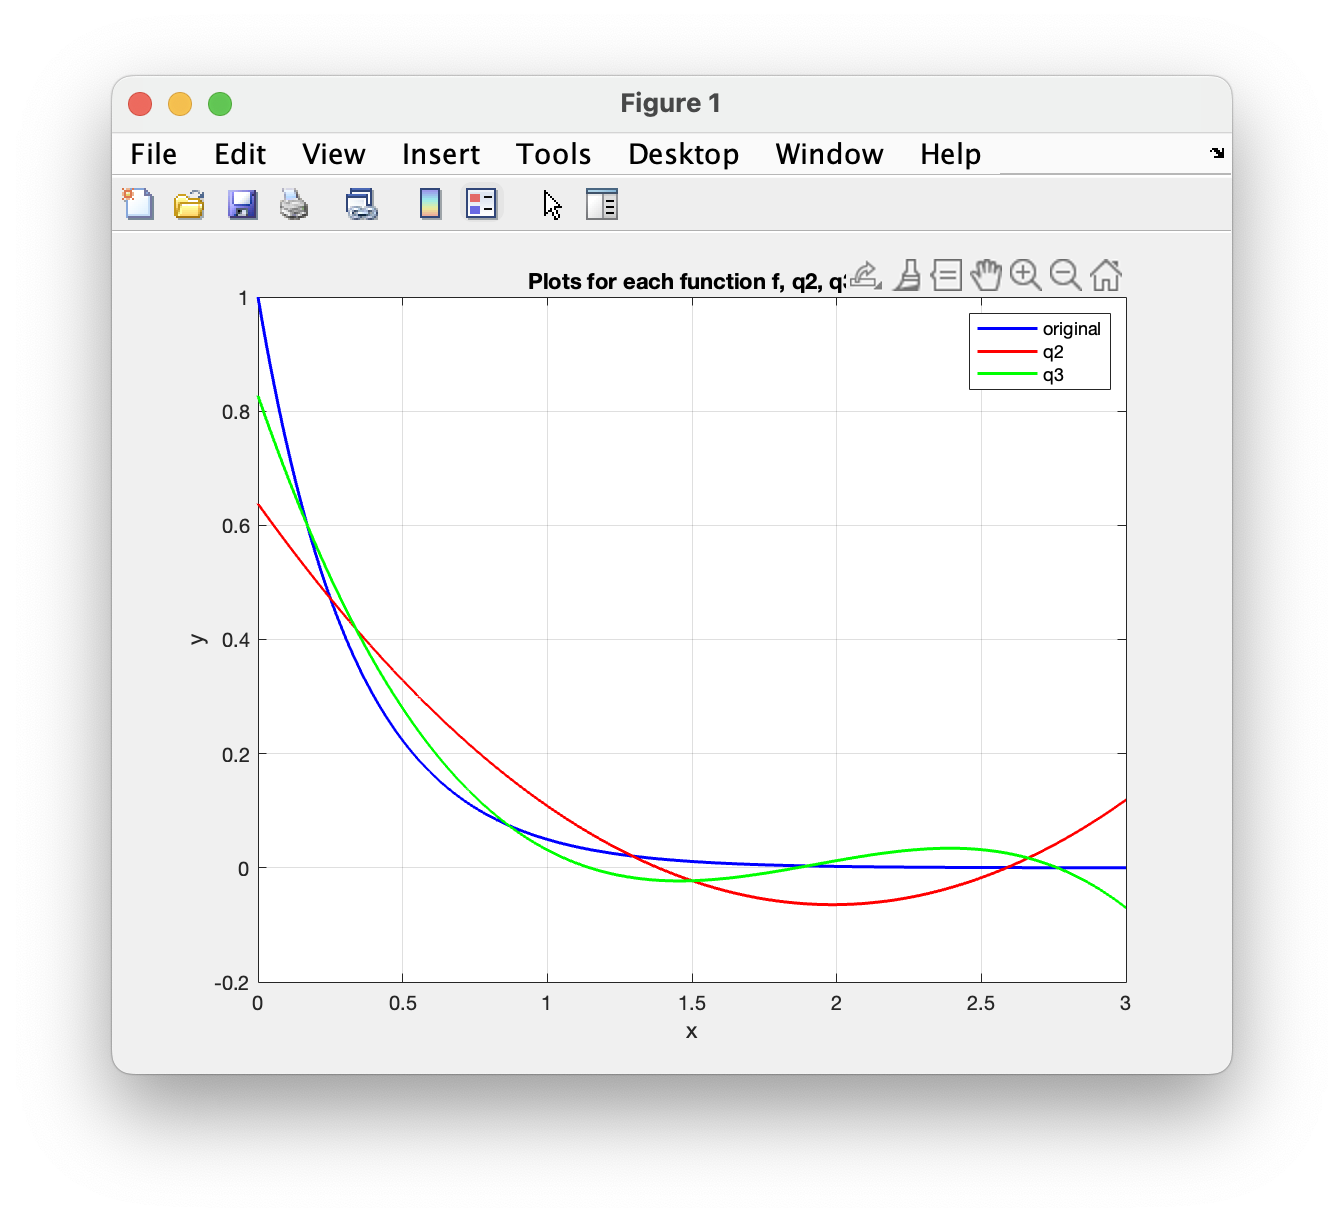 Figure 1
File Edit View Insert Tools Desktop Window Help
Plots for each function f, q2,
original
q2
q3
1
0.8
0.6
0.4
0.2
0
-0.2
y
0 0.5 1 1.5 2 2.5 3
x